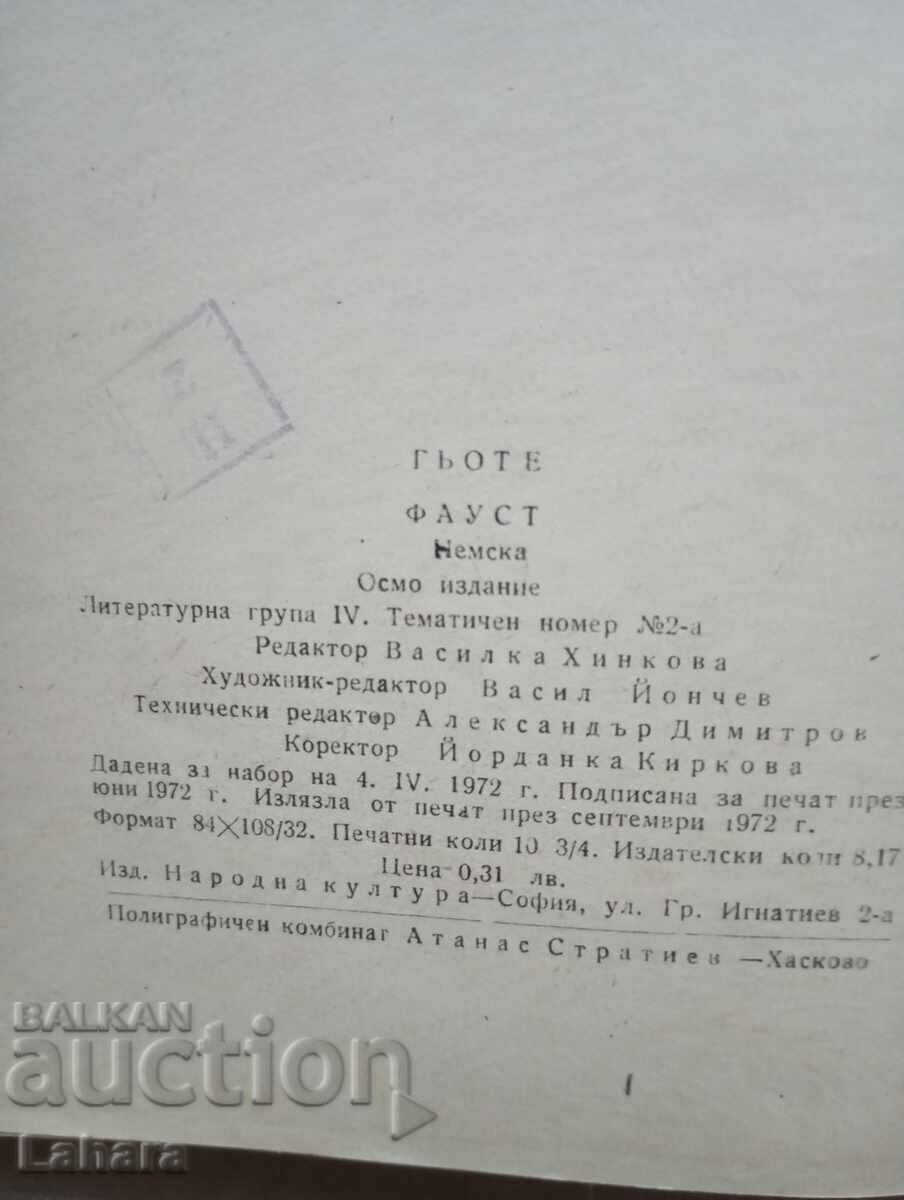 ГЬОТЕ
ФАУСТ
Немска
Осмо издание
Литературна група IV. Тематичен номер №2-а
Редактор Василка Хинкова
Художник-редактор Васил Йончев
Технически редактор Александър Димитров
Коректор Йорданка Киркова
Дадена за набор на 4. IV. 1972 г. Подписана за печат през
юни 1972 г. Излязла от печат през септември 1972 г.
Формат 84×108/32. Печатни коли 10 3/4. Издателски коли 8,17
Цена 0,31 лв.
Изд. Народна култура—София, ул. Гр. Игнатиев 2-а
Полиграфичен комбинат Атанас Стратиев —Хасково
BALKAN
auction
Lahara